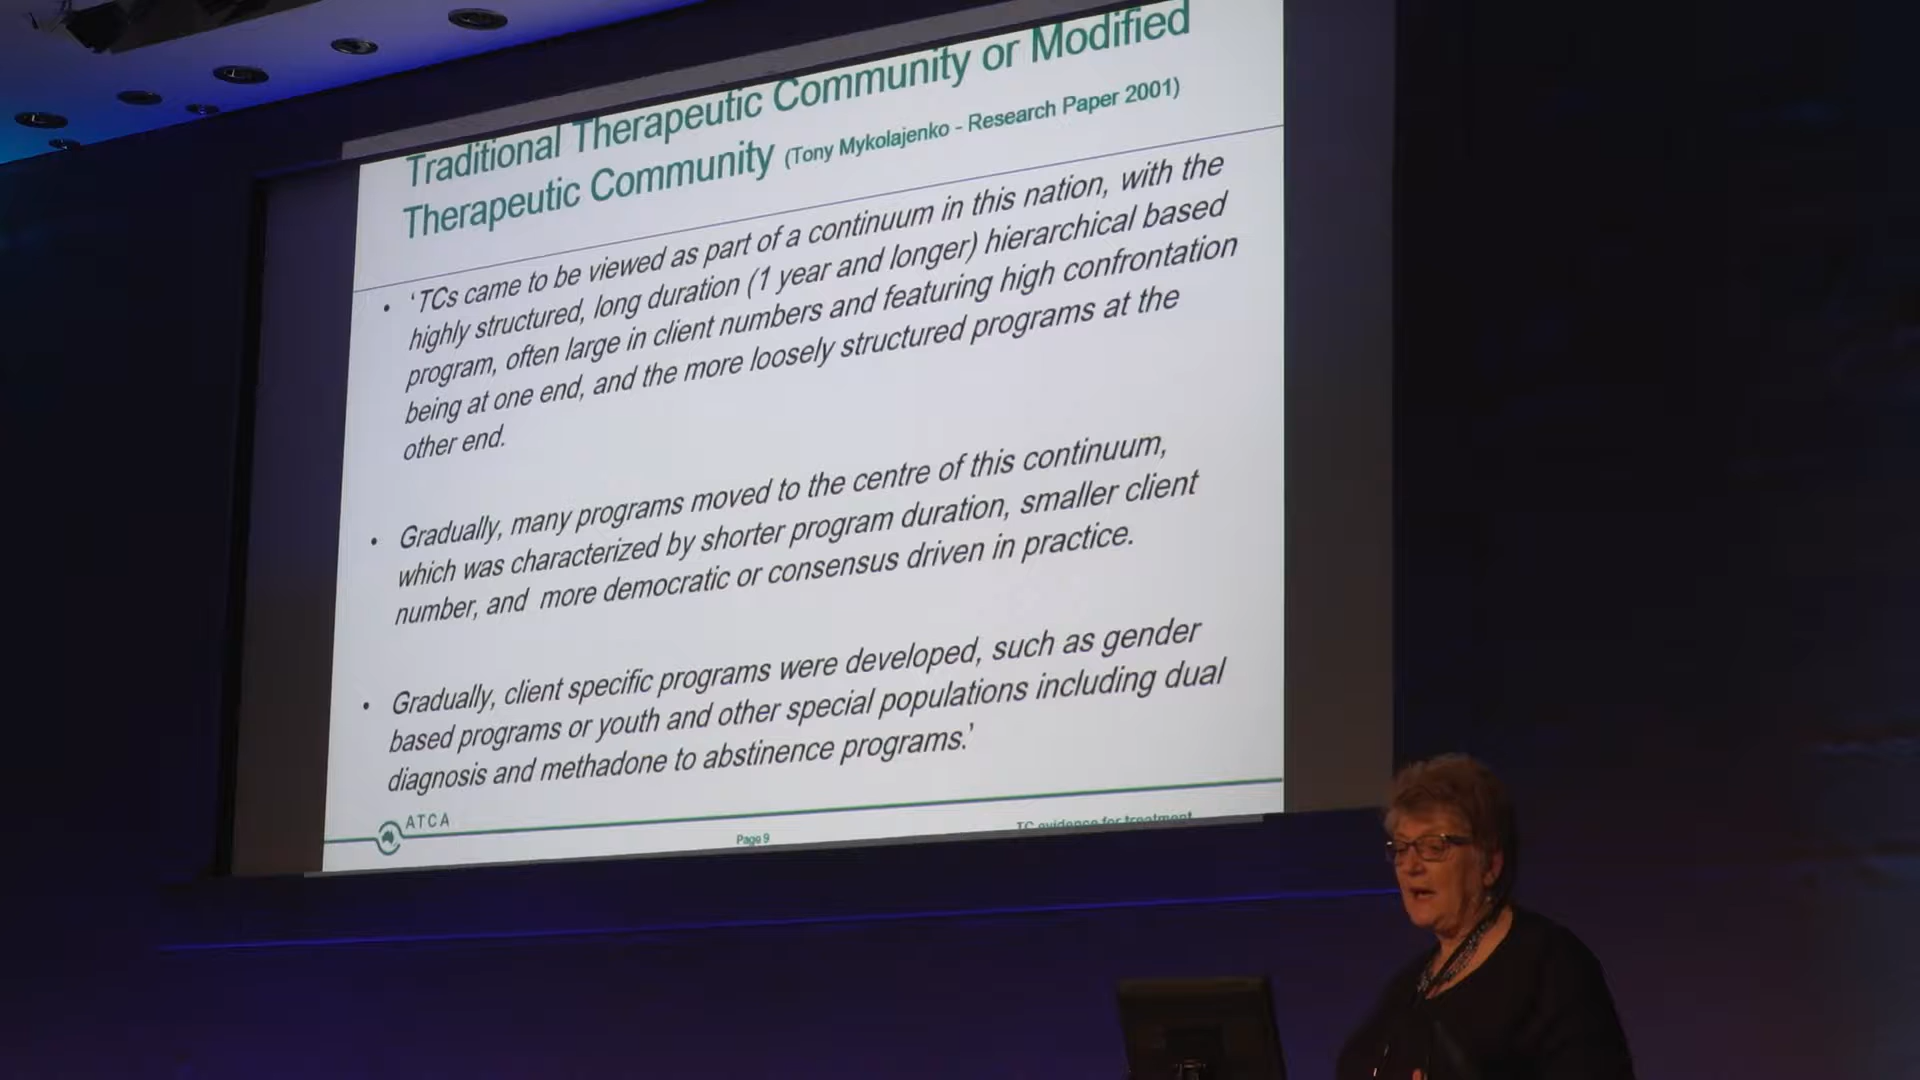 Traditional Therapeutic Community or Modified
Therapeutic Community (Tony Mykolajenko - Research Paper 2001)
• ‘TCs came to be viewed as part of a continuum in this nation, with the
highly structured, long duration (1 year and longer) hierarchical based
program, often large in client numbers and featuring high confrontation
being at one end, and the more loosely structured programs at the
other end.
• Gradually, many programs moved to the centre of this continuum,
which was characterized by shorter program duration, smaller client
number, and more democratic or consensus driven in practice.
• Gradually, client specific programs were developed, such as gender
based programs or youth and other special populations including dual
diagnosis and methadone to abstinence programs.’
ATCA
Page 9
TC evidence for treatment